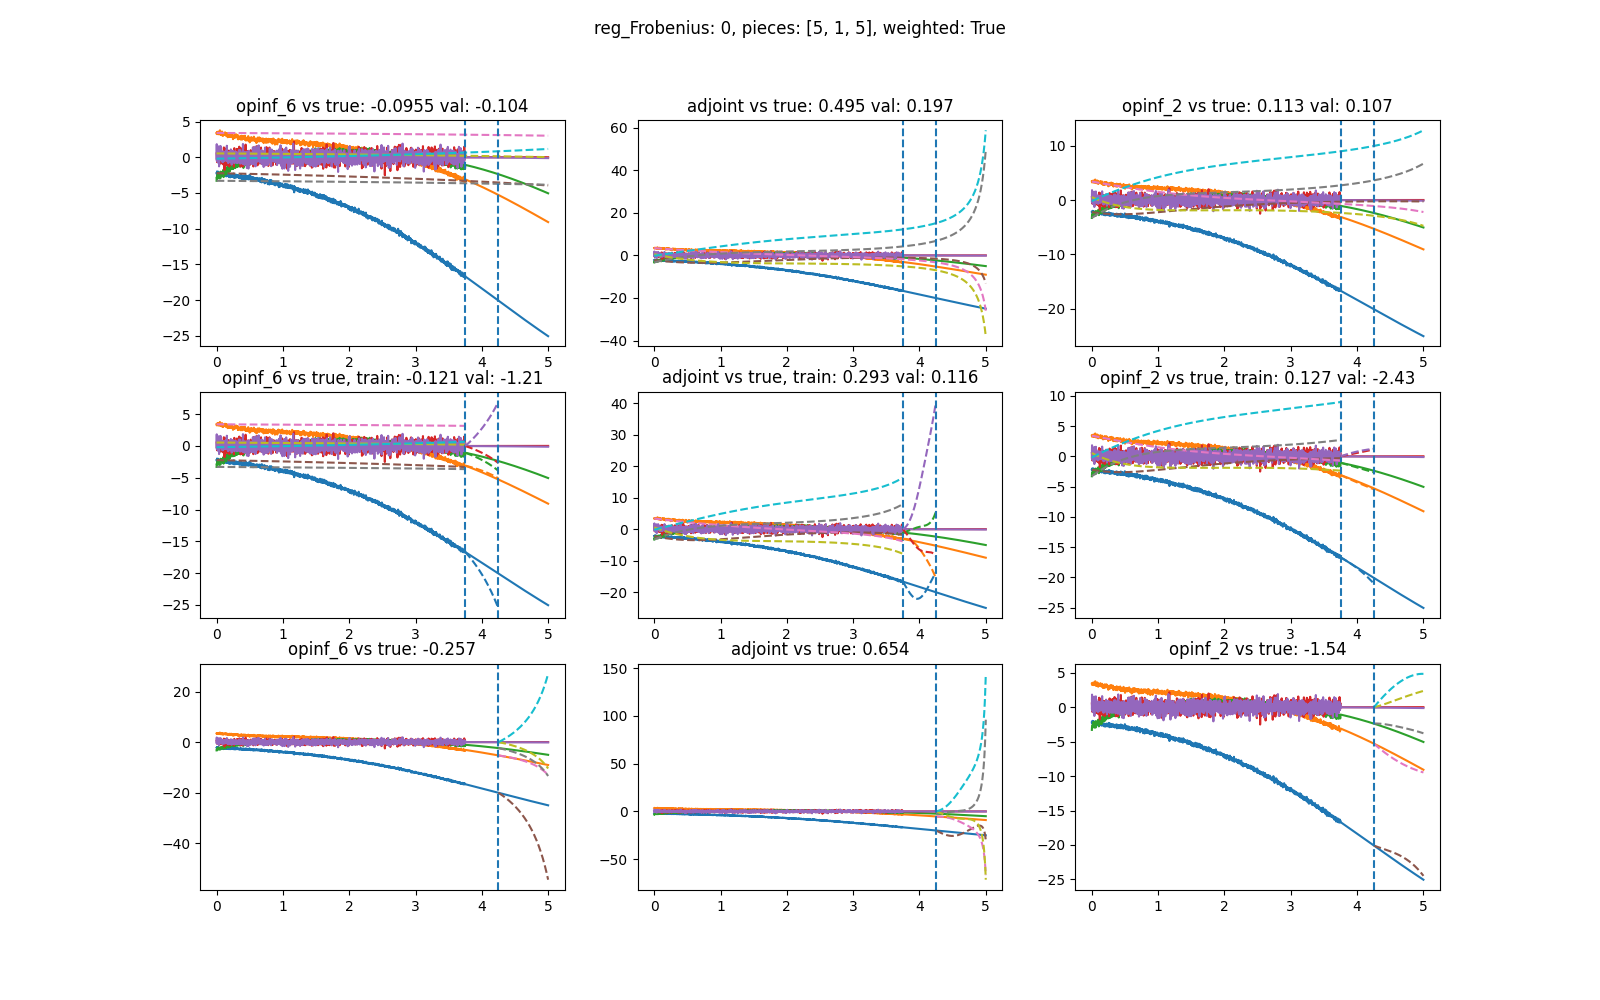 reg_Frobenius: 0, pieces: [5, 1, 5], weighted: True
opinf_6 vs true: -0.0955 val: -0.104
adjoint vs true: 0.495 val: 0.197
opinf_2 vs true: 0.113 val: 0.107
5
0
−5
−10
−15
−20
−25
0 1 2 3 4 5
60
40
20
0
−20
−40
0 1 2 3 4 5
10
0
−10
−20
0 1 2 3 4 5
opinf_6 vs true, train: -0.121 val: -1.21
adjoint vs true, train: 0.293 val: 0.116
opinf_2 vs true, train: 0.127 val: -2.43
5
0
−5
−10
−15
−20
−25
0 1 2 3 4 5
40
30
20
10
0
−10
−20
0 1 2 3 4 5
10
5
0
−5
−10
−15
−20
−25
0 1 2 3 4 5
opinf_6 vs true: -0.257
adjoint vs true: 0.654
opinf_2 vs true: -1.54
20
0
−20
−40
0 1 2 3 4 5
150
100
50
0
−50
0 1 2 3 4 5
5
0
−5
−10
−15
−20
−25
0 1 2 3 4 5